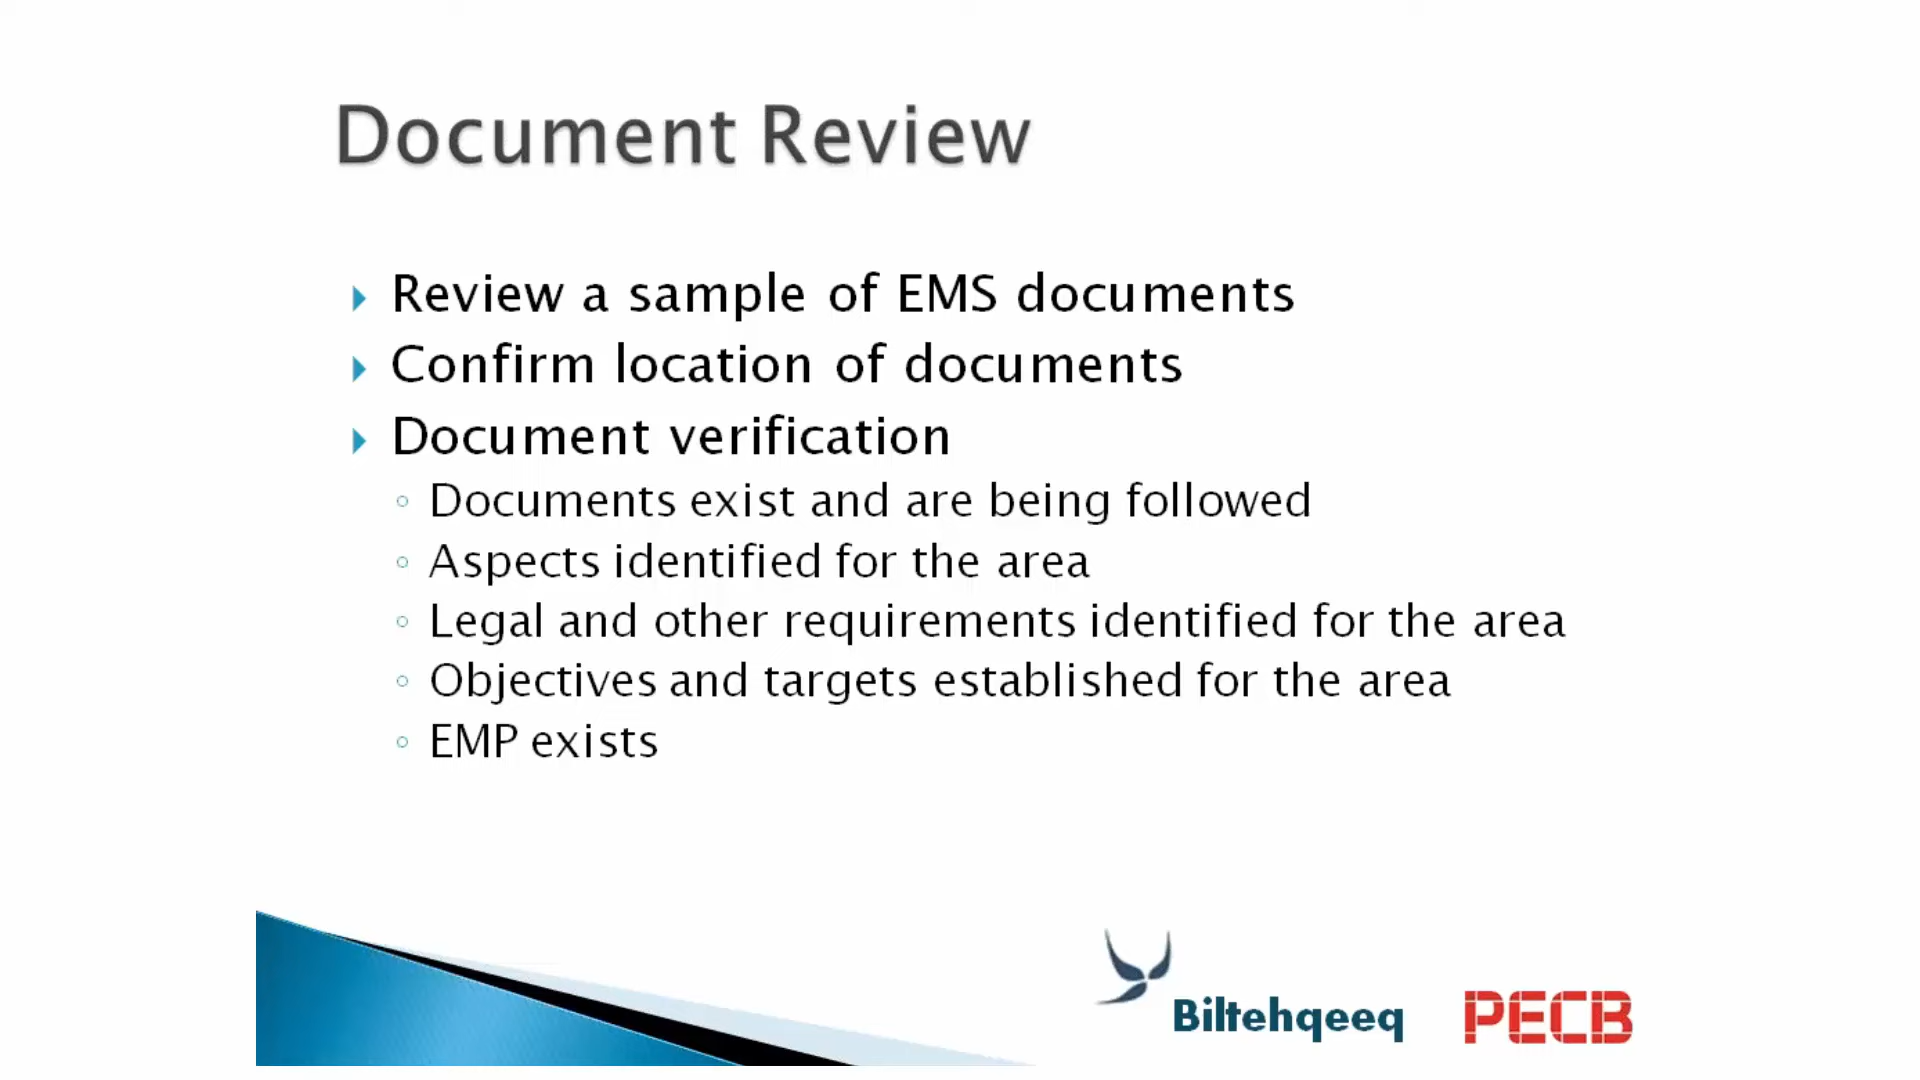 Document Review
Review a sample of EMS documents
Confirm location of documents
Document verification
Documents exist and are being followed
Aspects identified for the area
Legal and other requirements identified for the area
Objectives and targets established for the area
EMP exists
Biltehqeeq
PECB